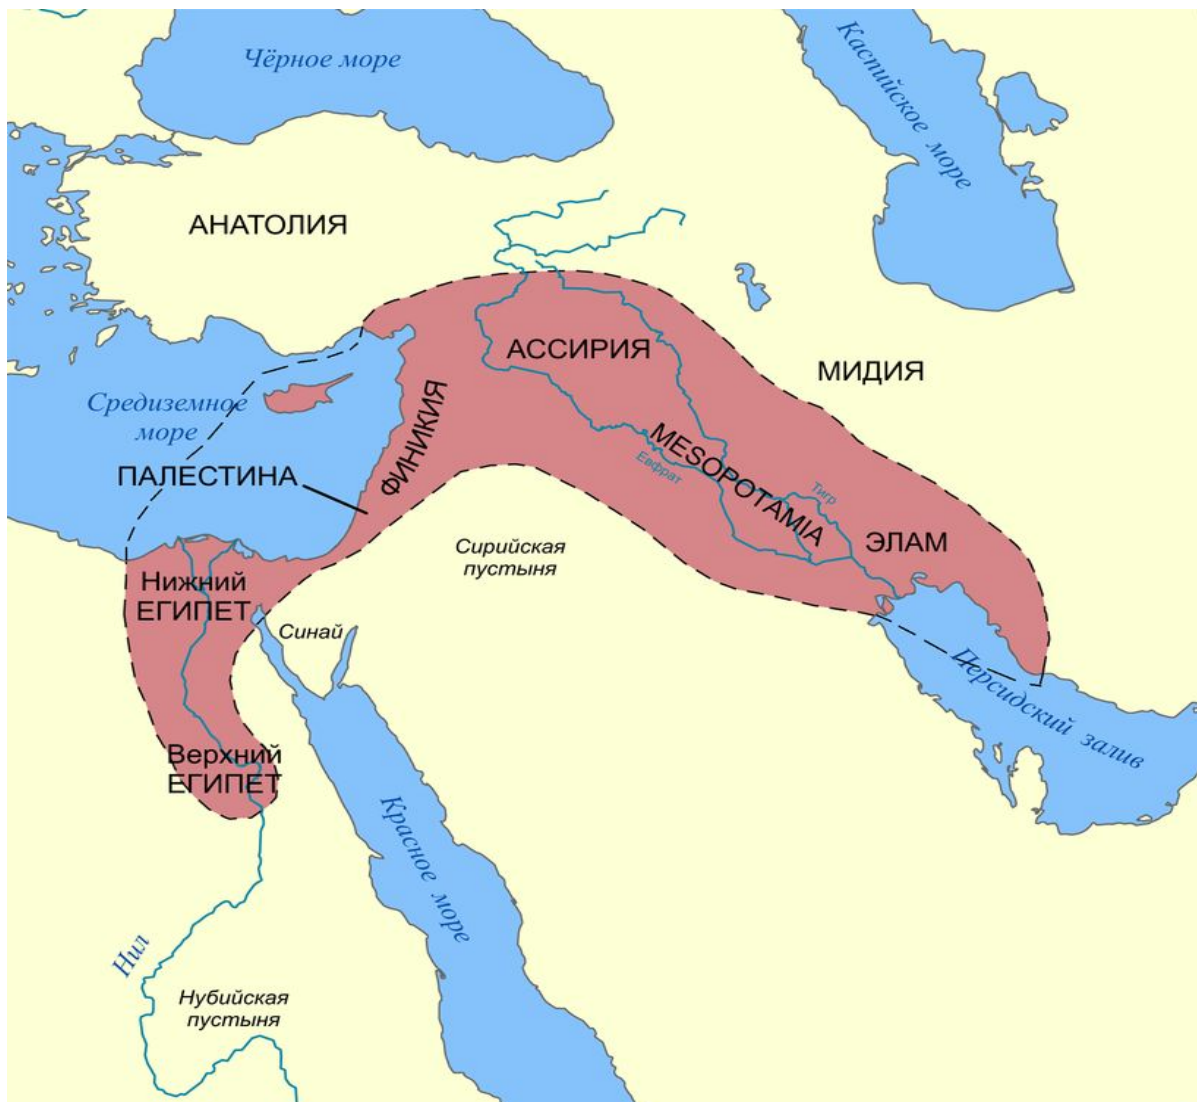 Чёрное море
Каспийское море
АНАТОЛИЯ
АССИРИЯ
МИДИЯ
Средиземное
море
ФИНИКИЯ
MESOPOTAMIA
ПАЛЕСТИНА
Евфрат
Тигр
ЭЛАМ
Сирийская
пустыня
Нижний
ЕГИПЕТ
Синай
Персидский залив
Верхний
ЕГИПЕТ
Красное море
Нил
Нубийская
пустыня